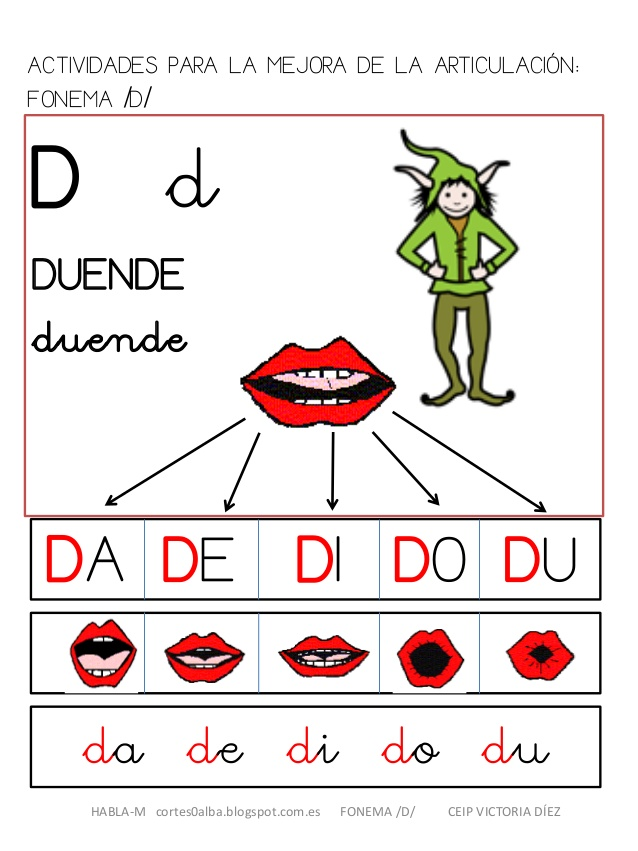 ACTIVIDADES PARA LA MEJORA DE LA ARTICULACIÓN:
FONEMA /D/
D d
DUENDE
duende
DA DE DI DO DU
da de di do du
HABLA-M cortes0alba.blogspot.com.es FONEMA /D/ CEIP VICTORIA DÍEZ